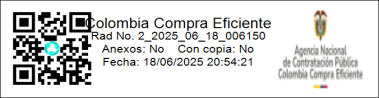 Colombia Compra Eficiente
Rad No. 2_2025_06_18_006150
Anexos: No Con copia: No
Fecha: 18/06/2025 20:54:21
Agencia Nacional
de Contratación Pública
Colombia Compra Eficiente